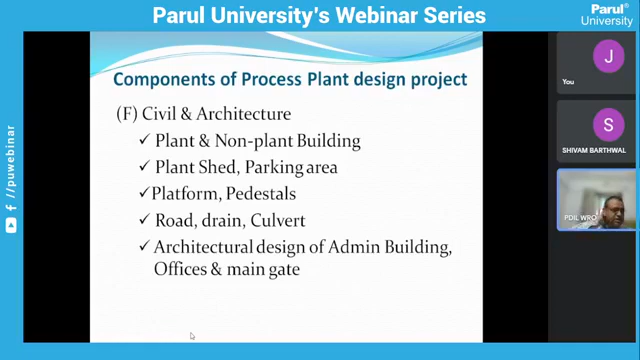 Parul University's Webinar Series
Parul®
University
Components of Process Plant design project
(F) Civil & Architecture
✓ Plant & Non-plant Building
✓ Plant Shed, Parking area
✓Platform, Pedestals
✓ Road, drain, Culvert
✓ Architectural design of Admin Building,
Offices & main gate
J
You
S
SHIVAM BARTHWAL
PDIL WRO
//puwebinar